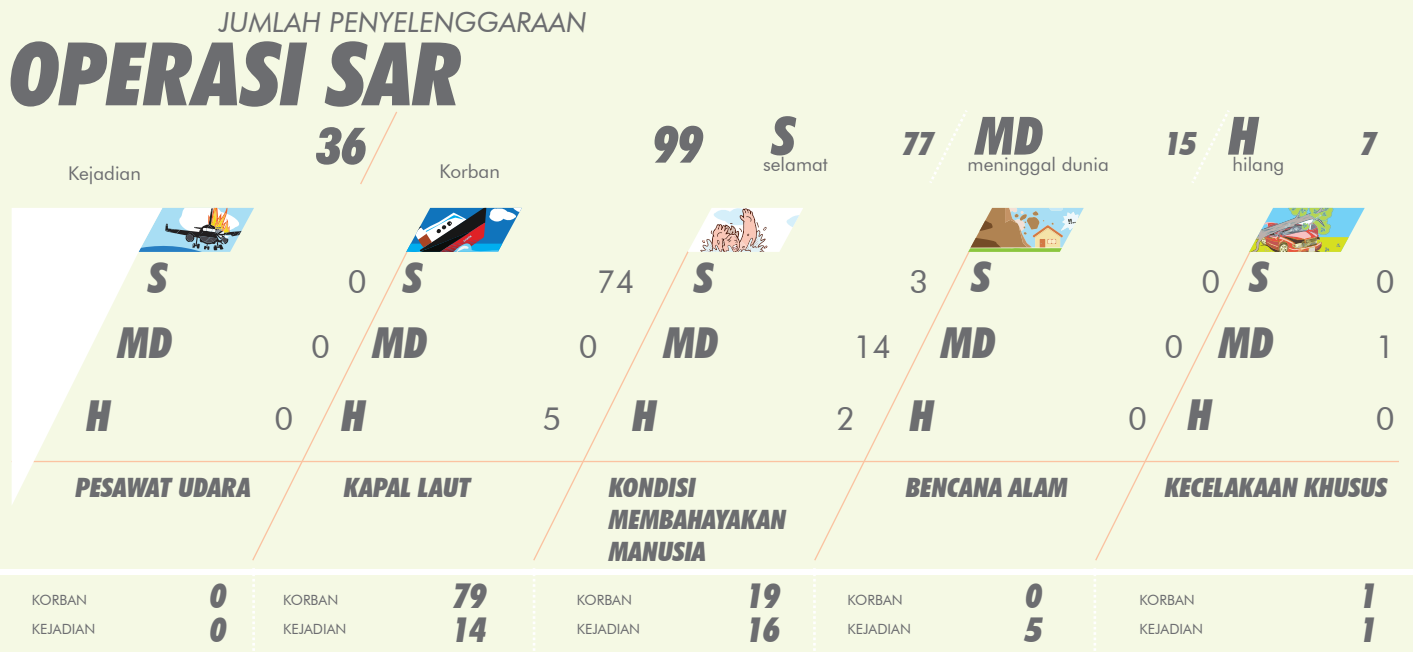 JUMLAH PENYELENGGARAAN
OPERASI SAR
Kejadian 36 Korban 99 S selamat 77 MD meninggal dunia 15 H hilang 7
S 0 S 74 S 3 S 0 S 0
MD 0 MD 0 MD 14 MD 0 MD 1
H 0 H 5 H 2 H 0 H 0
PESAWAT UDARA KAPAL LAUT KONDISI BENCANA ALAM KECELAKAAN KHUSUS
MEMBAHAYAKAN
MANUSIA
KORBAN 0 KORBAN 79 KORBAN 19 KORBAN 0 KORBAN 1
KEJADIAN 0 KEJADIAN 14 KEJADIAN 16 KEJADIAN 5 KEJADIAN 1